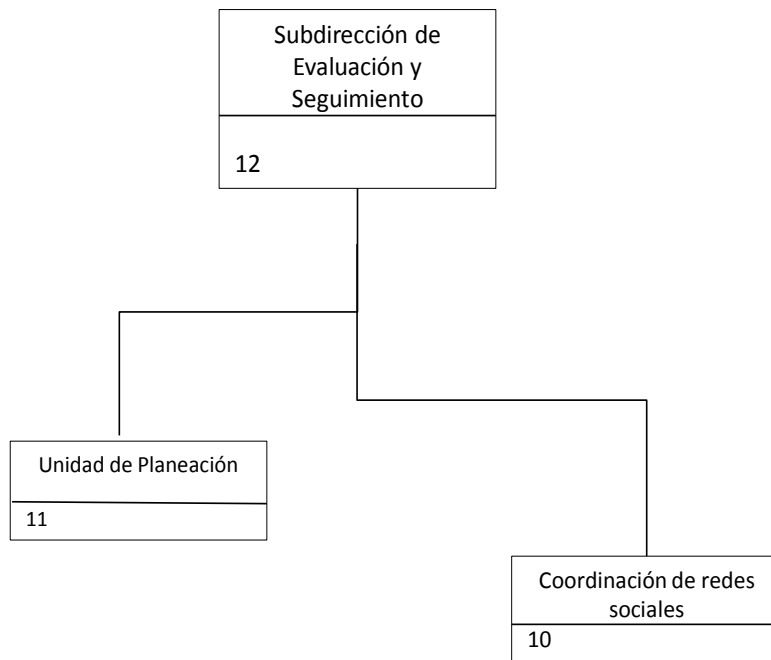 Subdirección de
Evaluación y
Seguimiento
12
Unidad de Planeación
11
Coordinación de redes
sociales
10